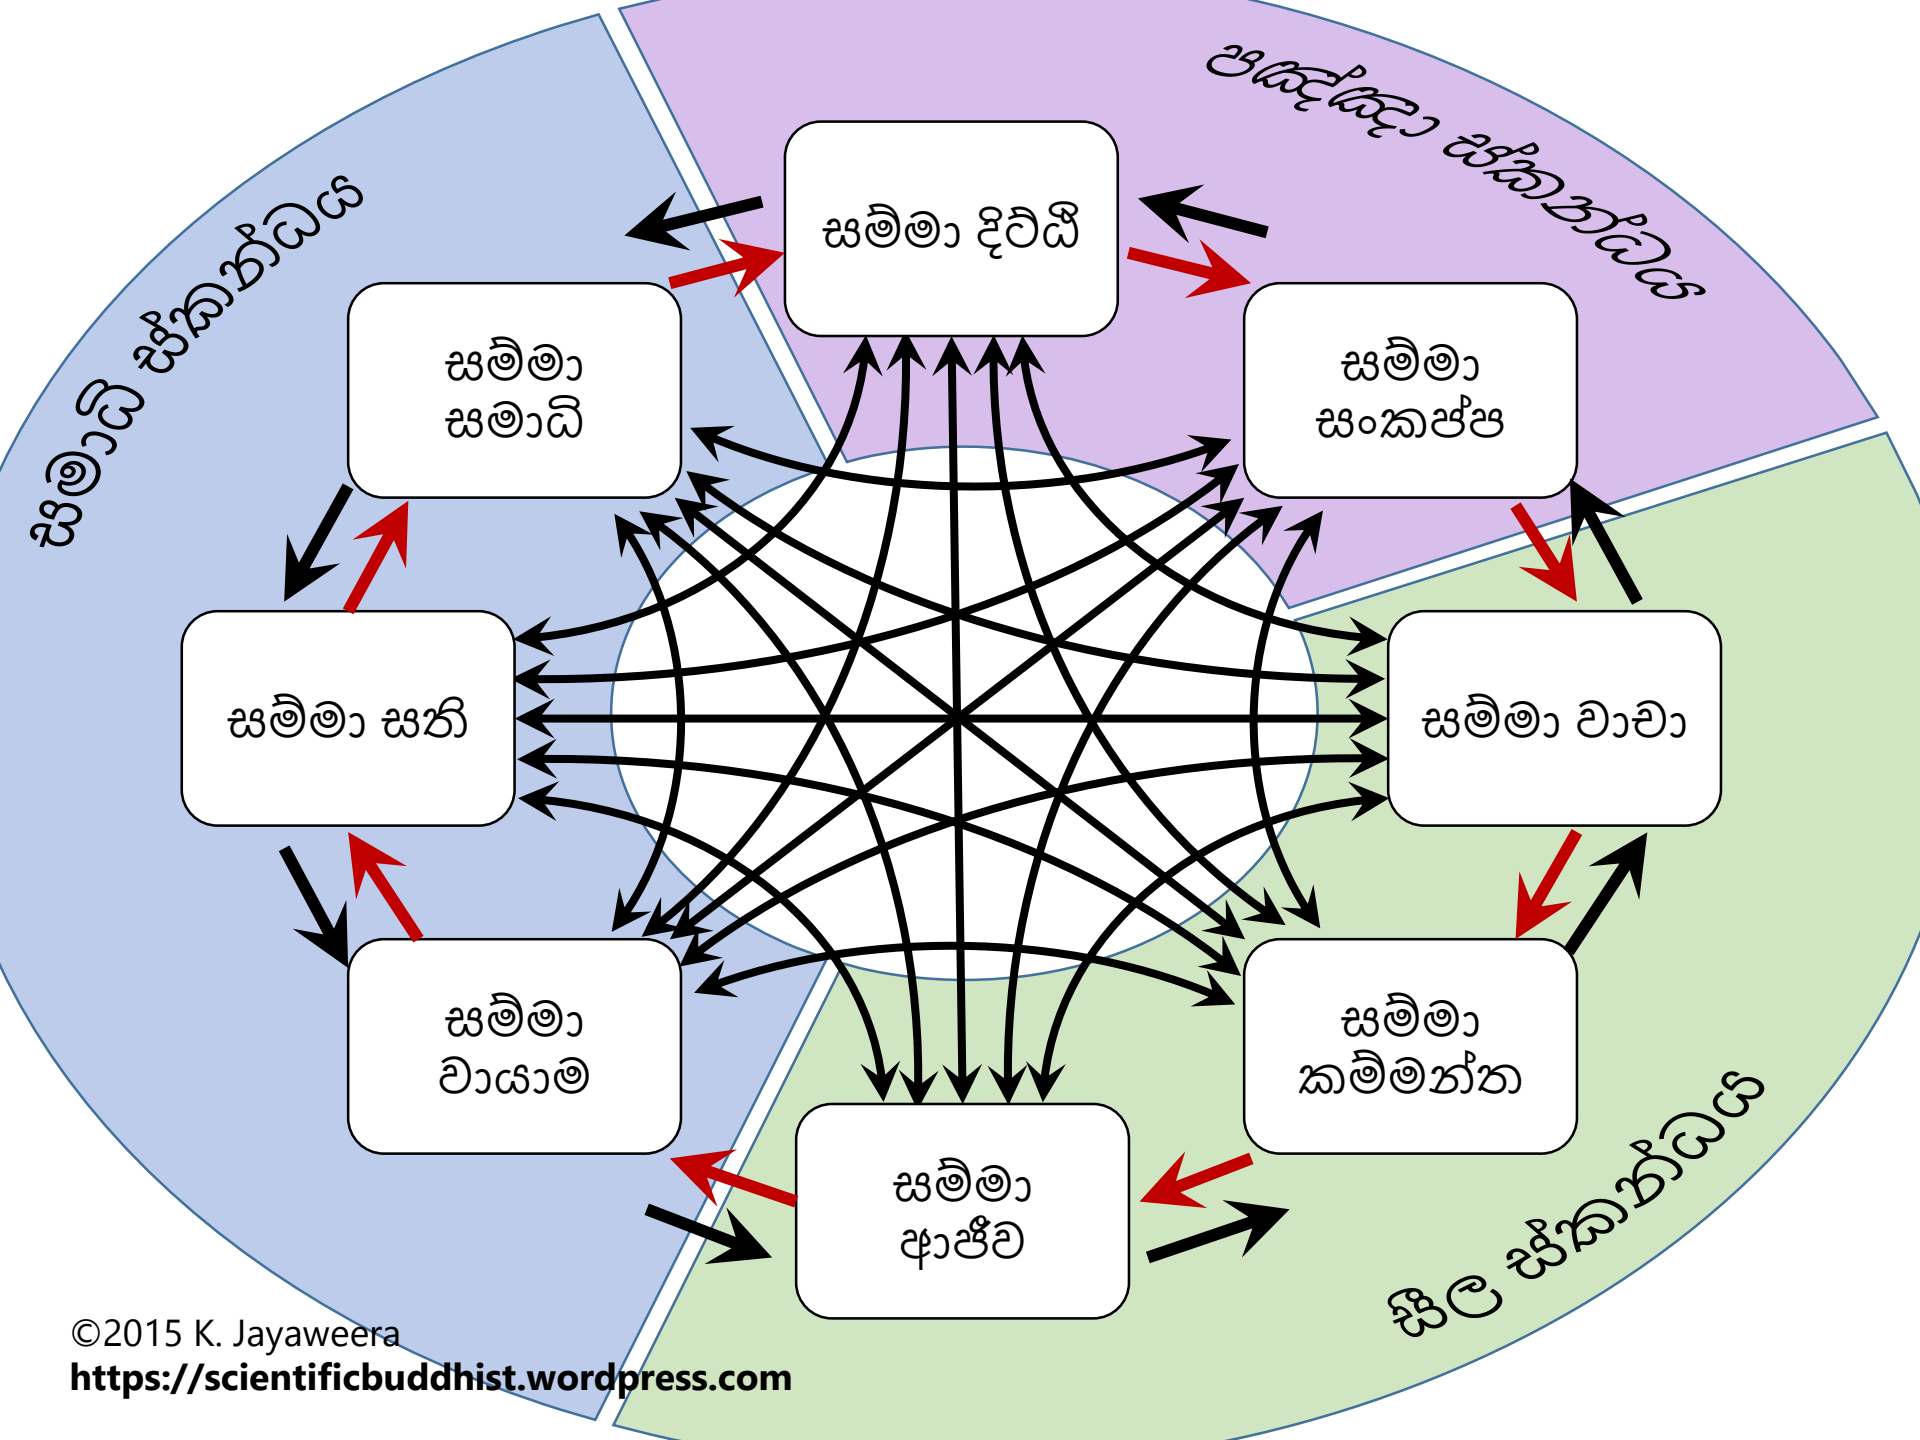 පඤ්ඤා ස්කන්ධය
සමාධි ස්කන්ධය
සීල ස්කන්ධය
සම්මා දිට්ඨි
සම්මා
සංකප්ප
සම්මා වාචා
සම්මා
කම්මන්ත
සම්මා
ආජීව
සම්මා
වායාම
සම්මා සති
සම්මා
සමාධි
©2015 K. Jayaweera
https://scientificbuddhist.wordpress.com